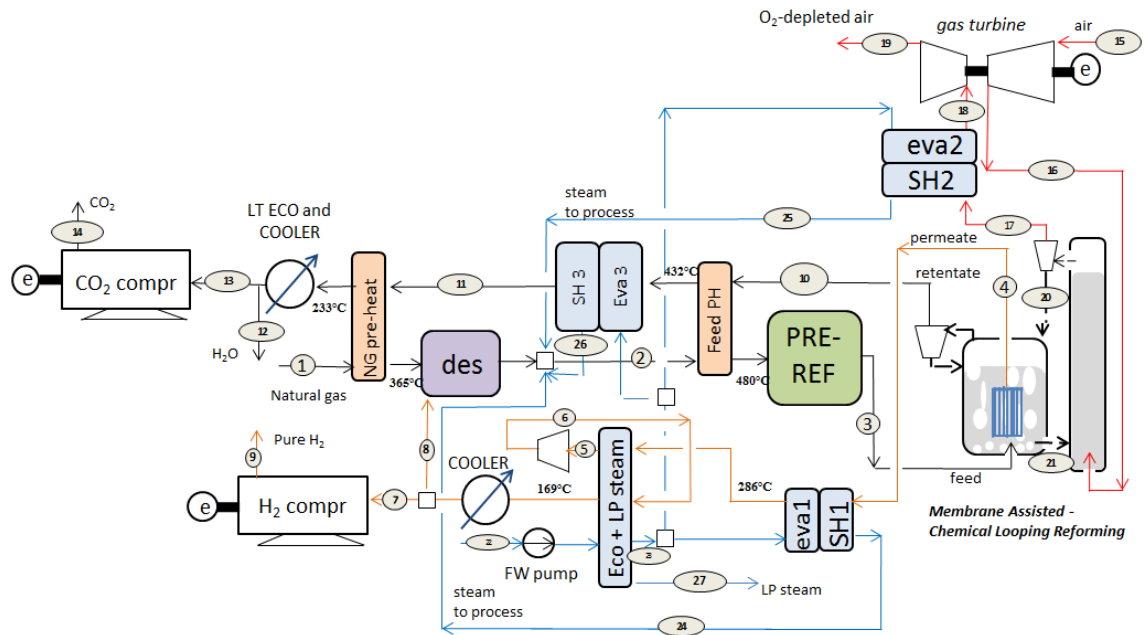 O2-depleted air
gas turbine
air
19
15
e
18
eva2
SH2
16
steam
to process
25
17
CO2
14
LT ECO and
COOLER
permeate
retentate
e
CO2 compr
13
233°C
NG pre-heat
11
SH 3
Eva 3
432°C
Feed PH
10
4
20
12
H2O
1
Natural gas
365°C
des
26
2
480°C
PRE-
REF
3
Pure H2
9
8
6
5
COOLER
169°C
Eco + LP steam
286°C
eva1
SH1
feed
21
e
H2 compr
7
22
FW pump
23
27
LP steam
Membrane Assisted -
Chemical Looping Reforming
steam
to process
24